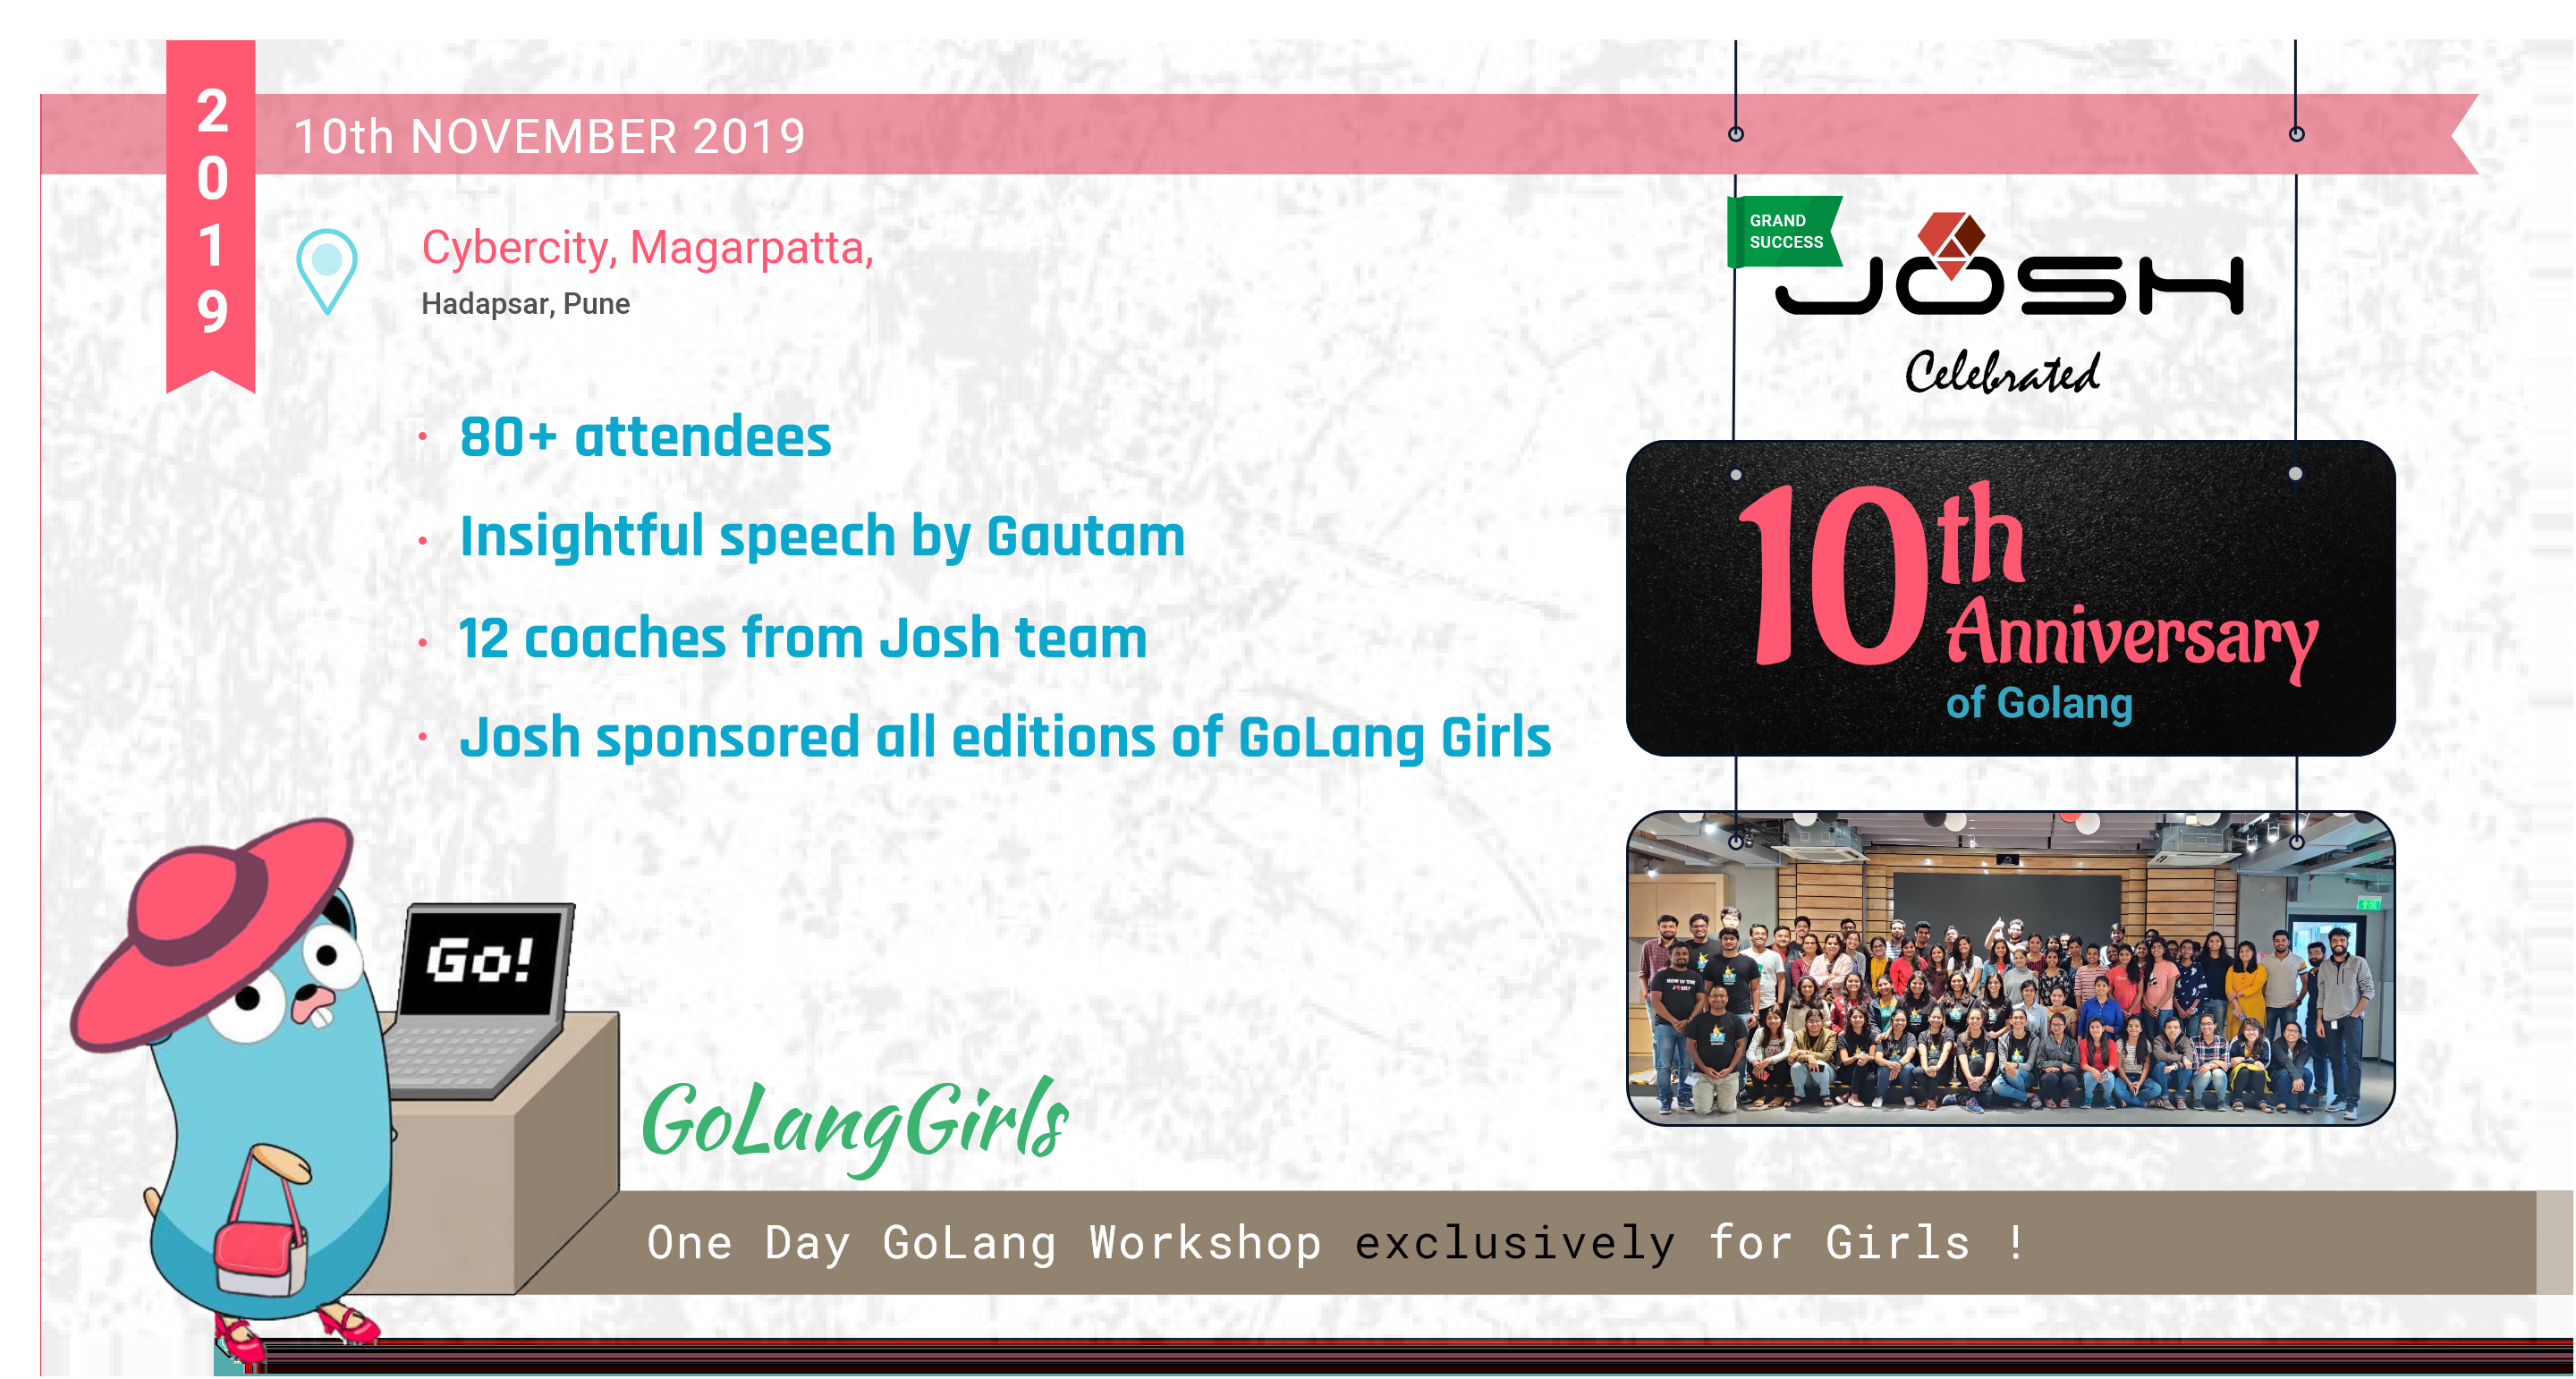 2019
10th NOVEMBER 2019
Cybercity, Magarpatta,
Hadapsar, Pune
80+ attendees
Insightful speech by Gautam
12 coaches from Josh team
Josh sponsored all editions of GoLang Girls
GRAND
SUCCESS
JOSH
Celebrated
10th
Anniversary
of Golang
Go!
GoLangGirls
One Day GoLang Workshop exclusively for Girls !